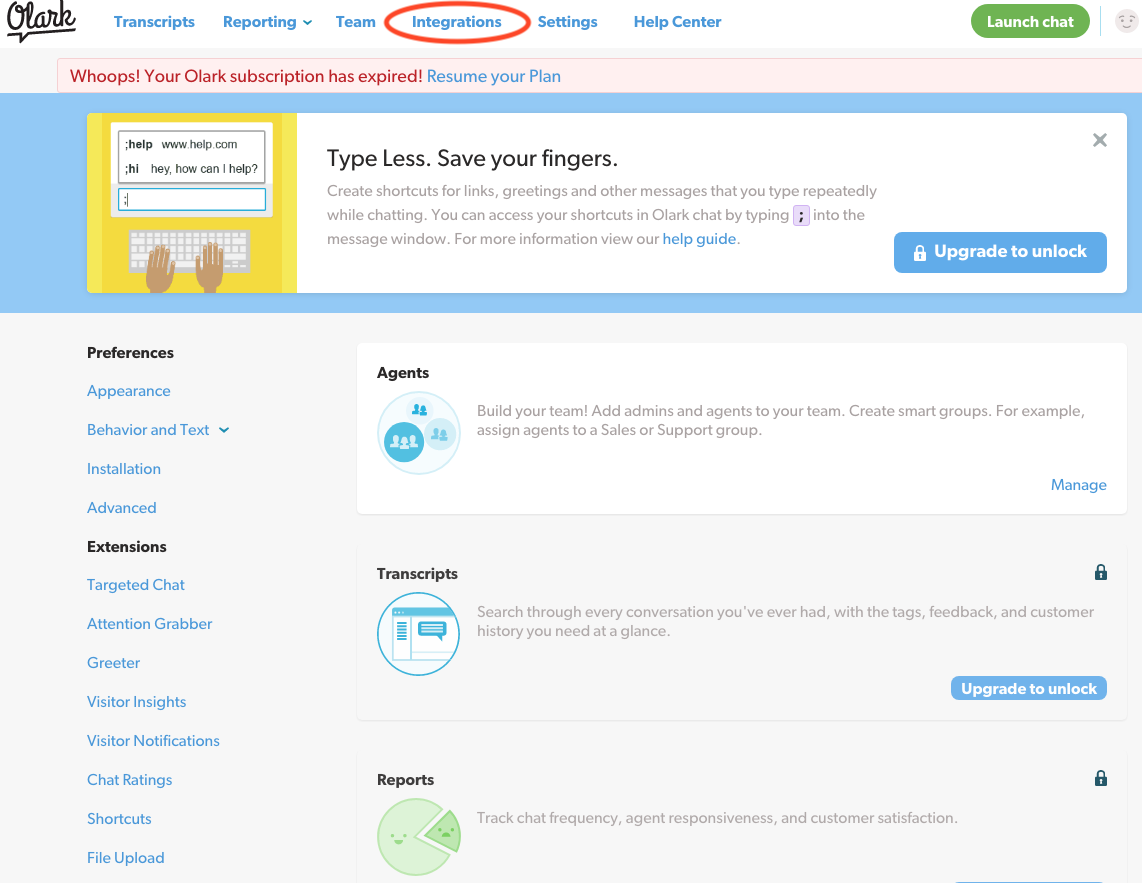 Olark Transcripts Reporting Team Integrations Settings Help Center Launch chat
Whoops! Your Olark subscription has expired! Resume your Plan
;help www.help.com
;hi hey, how can I help?
;
Type Less. Save your fingers.
Create shortcuts for links, greetings and other messages that you type repeatedly
while chatting. You can access your shortcuts in Olark chat by typing ; into the
message window. For more information view our help guide.
Upgrade to unlock
Preferences
Appearance
Behavior and Text
Installation
Advanced
Extensions
Targeted Chat
Attention Grabber
Greeter
Visitor Insights
Visitor Notifications
Chat Ratings
Shortcuts
File Upload
Agents
Build your team! Add admins and agents to your team. Create smart groups. For example,
assign agents to a Sales or Support group.
Manage
Transcripts
Search through every conversation you've ever had, with the tags, feedback, and customer
history you need at a glance.
Upgrade to unlock
Reports
Track chat frequency, agent responsiveness, and customer satisfaction.